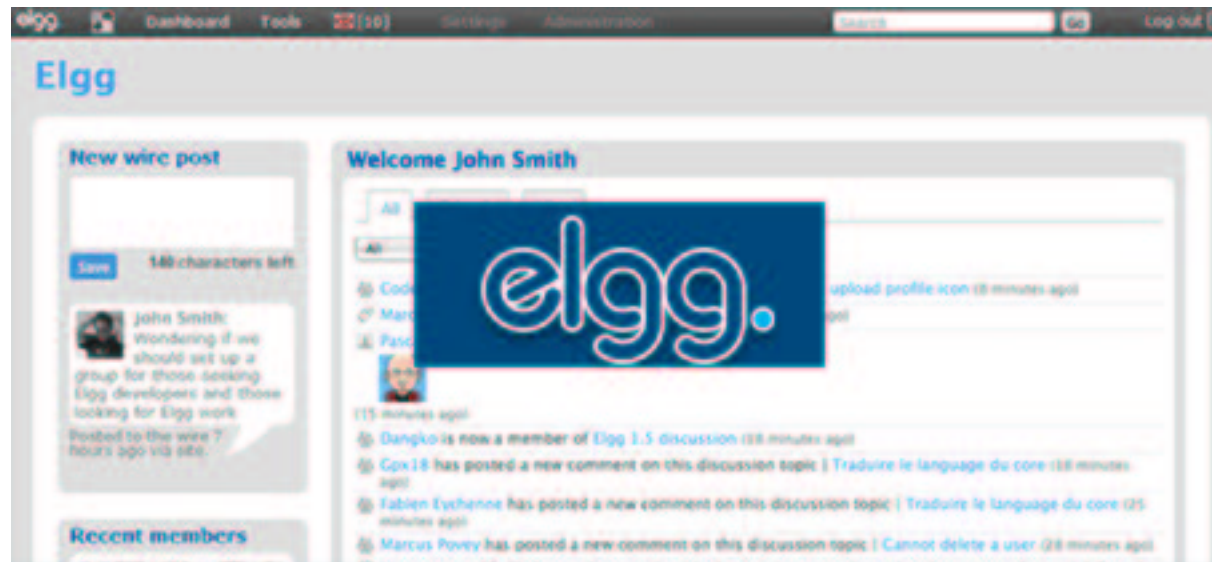 elgg Dashboard Tools [10] Settings Administration Search Go Log out
Elgg
New wire post
Save 140 characters left
John Smith:
Wondering if we
should set up a
group for those seeking
Elgg developers and those
looking for Elgg work
Posted to the wire 7
hours ago via site.
Recent members
Welcome John Smith
All
All
elgg.
upload profile icon (8 minutes ago)
ago)
(15 minutes ago)
Dangko is now a member of Elgg 1.5 discussion (18 minutes ago)
Gpx18 has posted a new comment on this discussion topic | Traduire le language du core (18 minutes
ago)
Fabien Eychenne has posted a new comment on this discussion topic | Traduire le language du core (25
minutes ago)
Marcus Povey has posted a new comment on this discussion topic | Cannot delete a user (28 minutes ago)